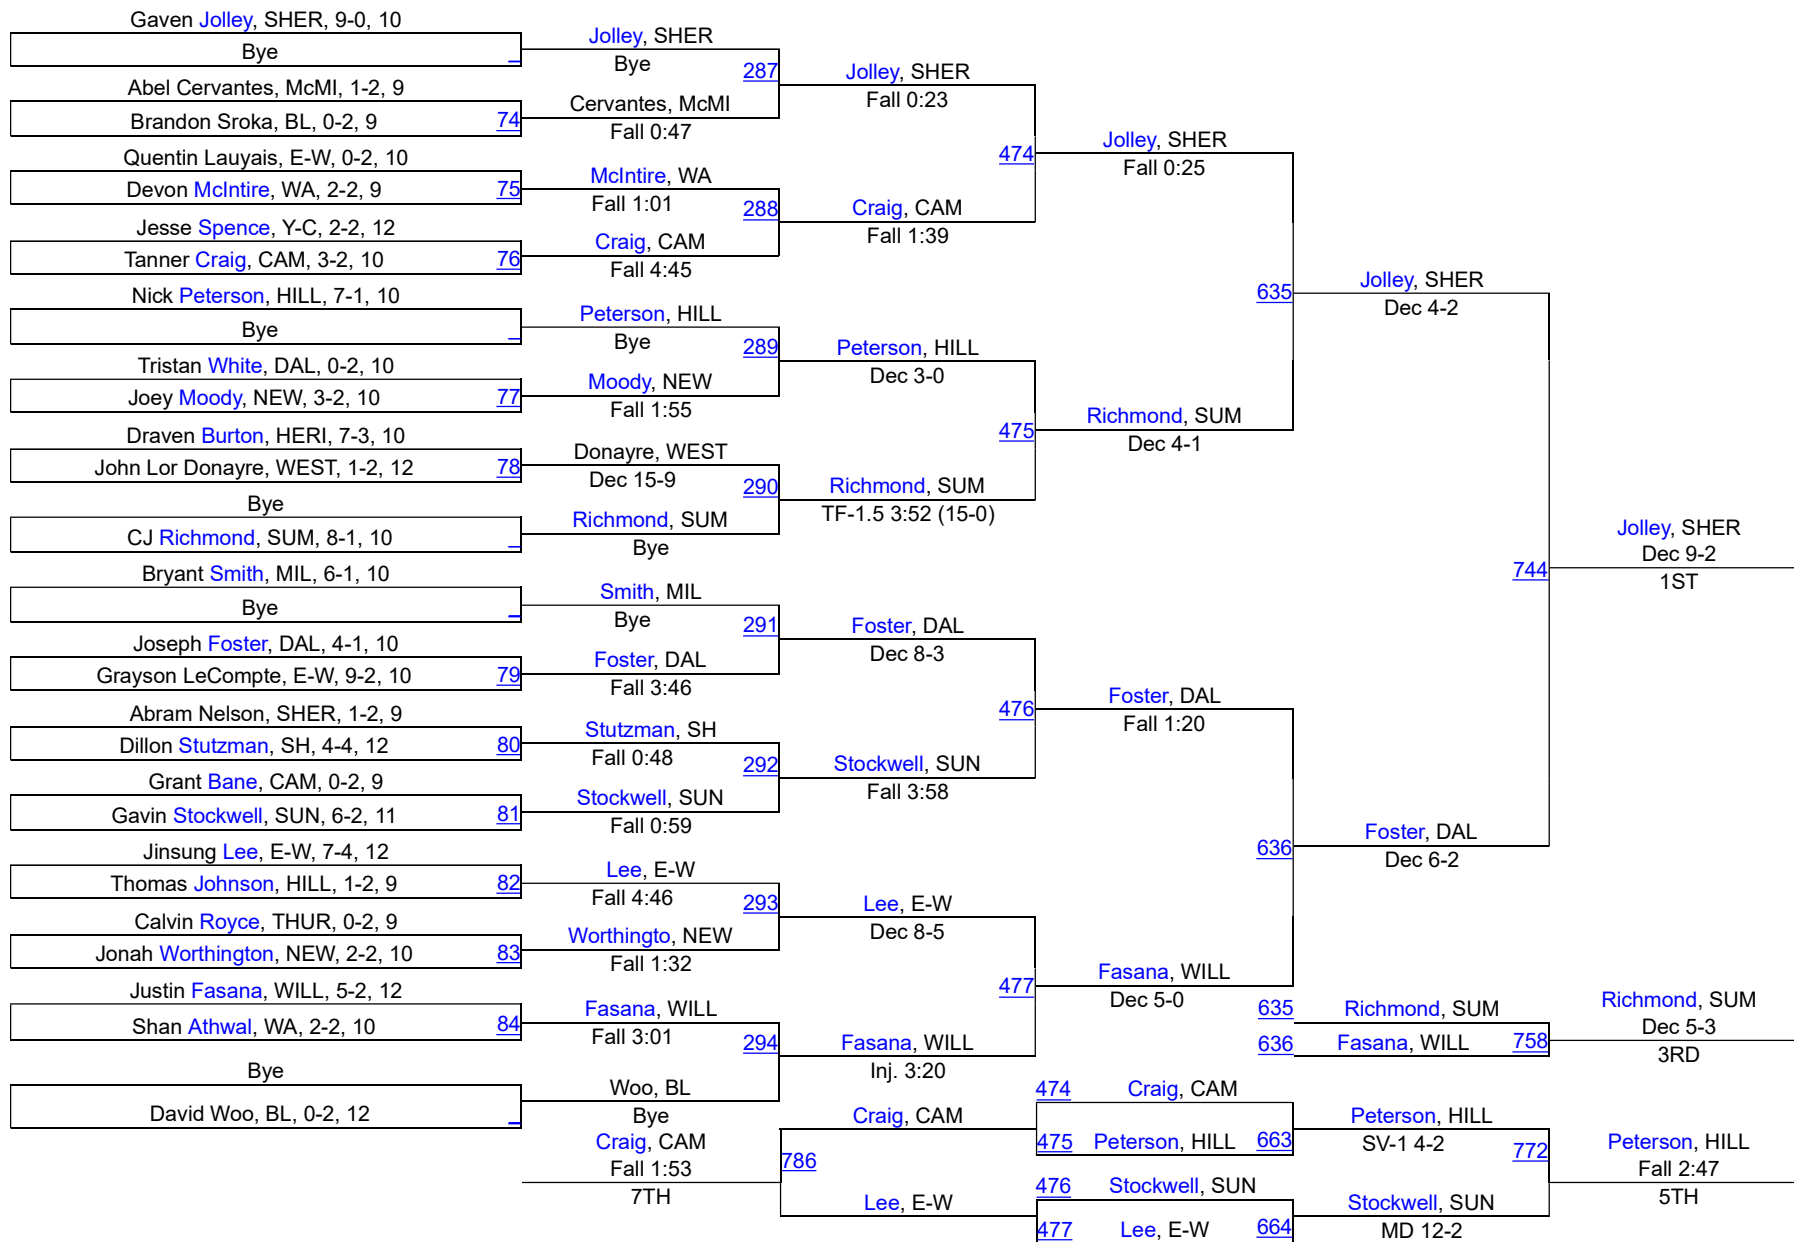 Gaven Jolley, SHER, 9-0, 10
Bye
Abel Cervantes, McMI, 1-2, 9
Brandon Sroka, BL, 0-2, 9 74
Quentin Lauyais, E-W, 0-2, 10
Devon McIntire, WA, 2-2, 9 75
Jesse Spence, Y-C, 2-2, 12
Tanner Craig, CAM, 3-2, 10 76
Nick Peterson, HILL, 7-1, 10
Bye
Tristan White, DAL, 0-2, 10
Joey Moody, NEW, 3-2, 10 77
Draven Burton, HERI, 7-3, 10
John Lor Donayre, WEST, 1-2, 12 78
Bye
CJ Richmond, SUM, 8-1, 10
Bryant Smith, MIL, 6-1, 10
Bye
Joseph Foster, DAL, 4-1, 10
Grayson LeCompte, E-W, 9-2, 10 79
Abram Nelson, SHER, 1-2, 9
Dillon Stutzman, SH, 4-4, 12 80
Grant Bane, CAM, 0-2, 9
Gavin Stockwell, SUN, 6-2, 11 81
Jinsung Lee, E-W, 7-4, 12
Thomas Johnson, HILL, 1-2, 9 82
Calvin Royce, THUR, 0-2, 9
Jonah Worthington, NEW, 2-2, 10 83
Justin Fasana, WILL, 5-2, 12
Shan Athwal, WA, 2-2, 10 84
Bye
David Woo, BL, 0-2, 12
Jolley, SHER
Bye
287
Cervantes, McMI
Fall 0:47
McIntire, WA
Fall 1:01
288
Craig, CAM
Fall 4:45
Peterson, HILL
Bye
289
Moody, NEW
Fall 1:55
Donayre, WEST
Dec 15-9
290
Richmond, SUM
Bye
Smith, MIL
Bye
291
Foster, DAL
Fall 3:46
Stutzman, SH
Fall 0:48
292
Stockwell, SUN
Fall 0:59
Lee, E-W
Fall 4:46
293
Worthingto, NEW
Fall 1:32
Fasana, WILL
Fall 3:01
294
Woo, BL
Bye
Jolley, SHER
Fall 0:23
474
Craig, CAM
Fall 1:39
Peterson, HILL
Dec 3-0
475
Richmond, SUM
TF-1.5 3:52 (15-0)
Foster, DAL
Dec 8-3
476
Stockwell, SUN
Fall 3:58
Lee, E-W
Dec 8-5
477
Fasana, WILL
Inj. 3:20
Jolley, SHER
Fall 0:25
635
Richmond, SUM
Dec 4-1
Foster, DAL
Fall 1:20
636
Fasana, WILL
Dec 5-0
Jolley, SHER
Dec 4-2
744
Foster, DAL
Dec 6-2
Jolley, SHER
Dec 9-2
1ST
635 Richmond, SUM
636 Fasana, WILL 758
Richmond, SUM
Dec 5-3
3RD
474 Craig, CAM
475 Peterson, HILL 663
476 Stockwell, SUN
477 Lee, E-W 664
Peterson, HILL
SV-1 4-2
772
Stockwell, SUN
MD 12-2
Peterson, HILL
Fall 2:47
5TH
Craig, CAM
786
Lee, E-W
Craig, CAM
Fall 1:53
7TH